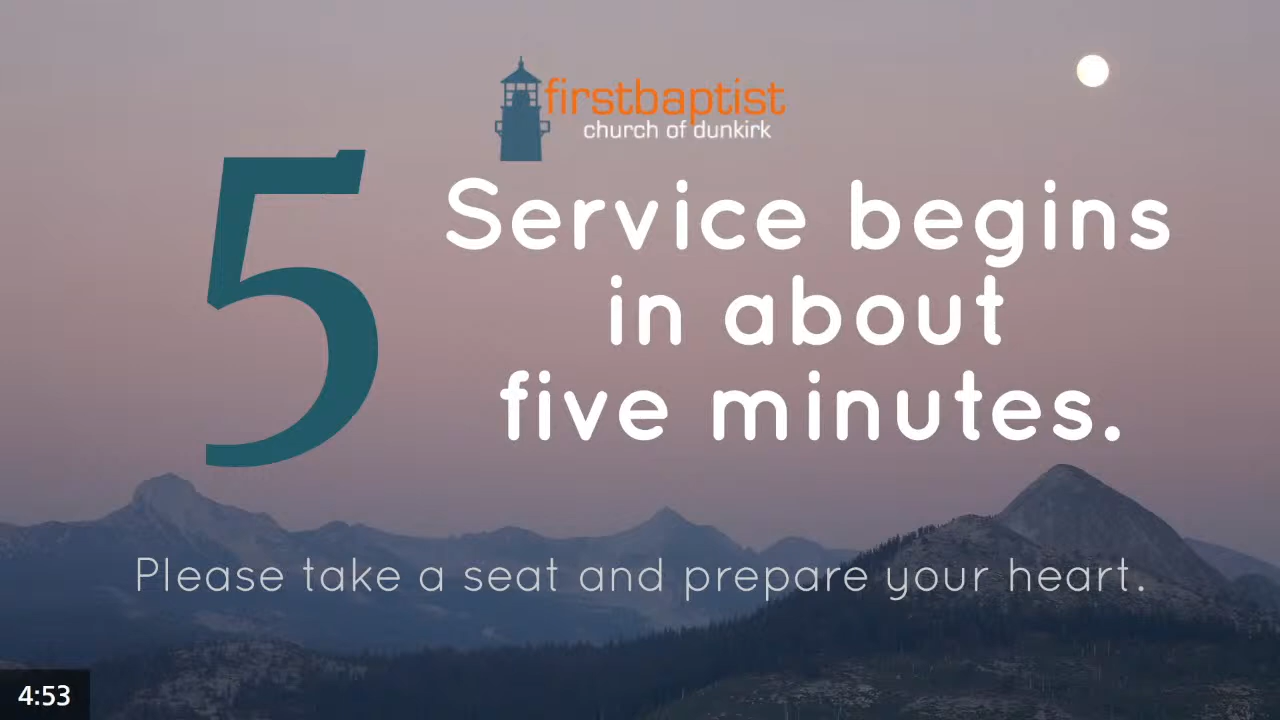 firstbaptist
church of dunkirk
5
Service begins
in about
five minutes.
Please take a seat and prepare your heart.
4:53